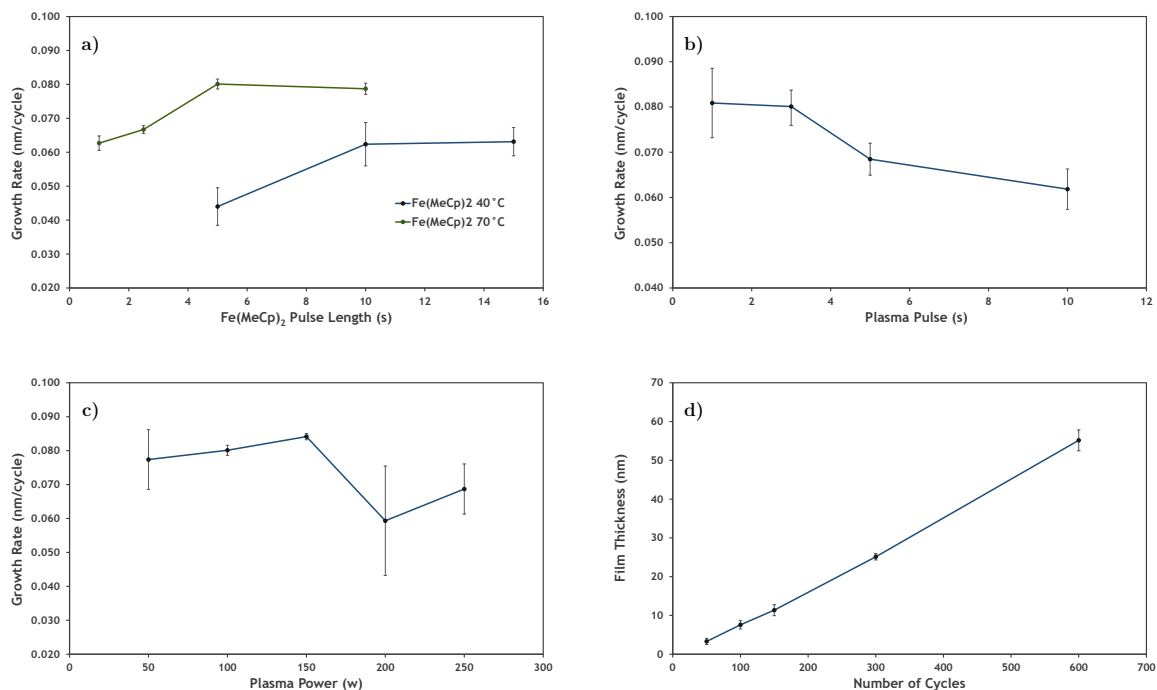 a)
Growth Rate (nm/cycle)
0.100
0.090
0.080
0.070
0.060
0.050
0.040
0.030
0.020
0 2 4 6 8 10 12 14 16
Fe(MeCp)2 Pulse Length (s)
Fe(MeCp)2 40°C
Fe(MeCp)2 70°C
b)
Growth Rate (nm/cycle)
0.100
0.090
0.080
0.070
0.060
0.050
0.040
0 2 4 6 8 10 12
Plasma Pulse (s)
c)
Growth Rate (nm/cycle)
0.100
0.090
0.080
0.070
0.060
0.050
0.040
0.030
0.020
0 50 100 150 200 250 300
Plasma Power (w)
d)
Film Thickness (nm)
70
60
50
40
30
20
10
0
0 100 200 300 400 500 600 700
Number of Cycles